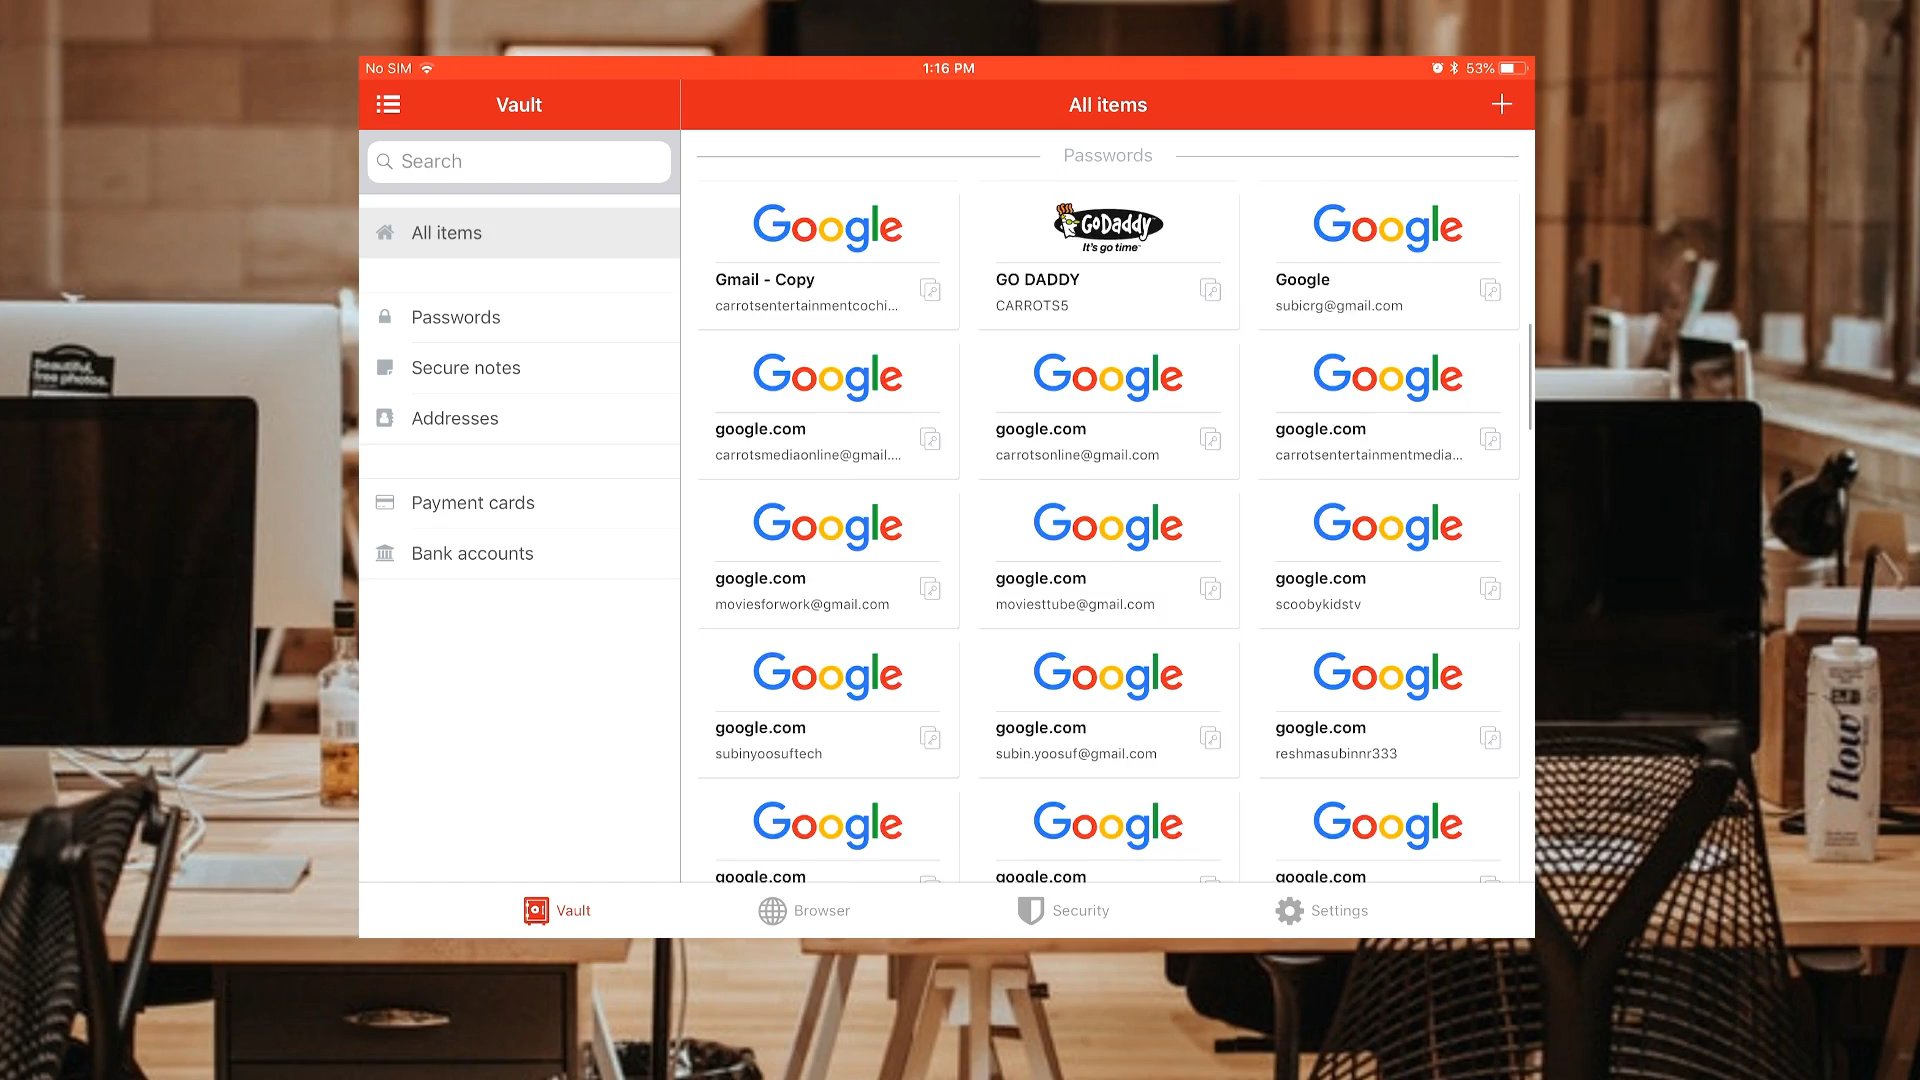 No SIM
1:16 PM
53%
Vault
All items
Search
Passwords
All items
Google
Gmail - Copy
carrotsentertainmentcochi...
GoDaddy
It's go time
GO DADDY
CARROTS5
Google
Google
subicrg@gmail.com
Passwords
Secure notes
Addresses
Payment cards
Bank accounts
Google
google.com
carrotsmediaonline@gmail....
Google
google.com
carrotsonline@gmail.com
Google
google.com
carrotsentertainmentmedia...
Google
google.com
moviesforwork@gmail.com
Google
google.com
moviesttube@gmail.com
Google
google.com
scoobykidstv
Google
google.com
subinyoosuftech
Google
google.com
subin.yoosuf@gmail.com
Google
google.com
reshmasubinnr333
Google
google.com
Google
google.com
Google
google.com
Vault
Browser
Security
Settings
Beautiful,
free photos.
flow